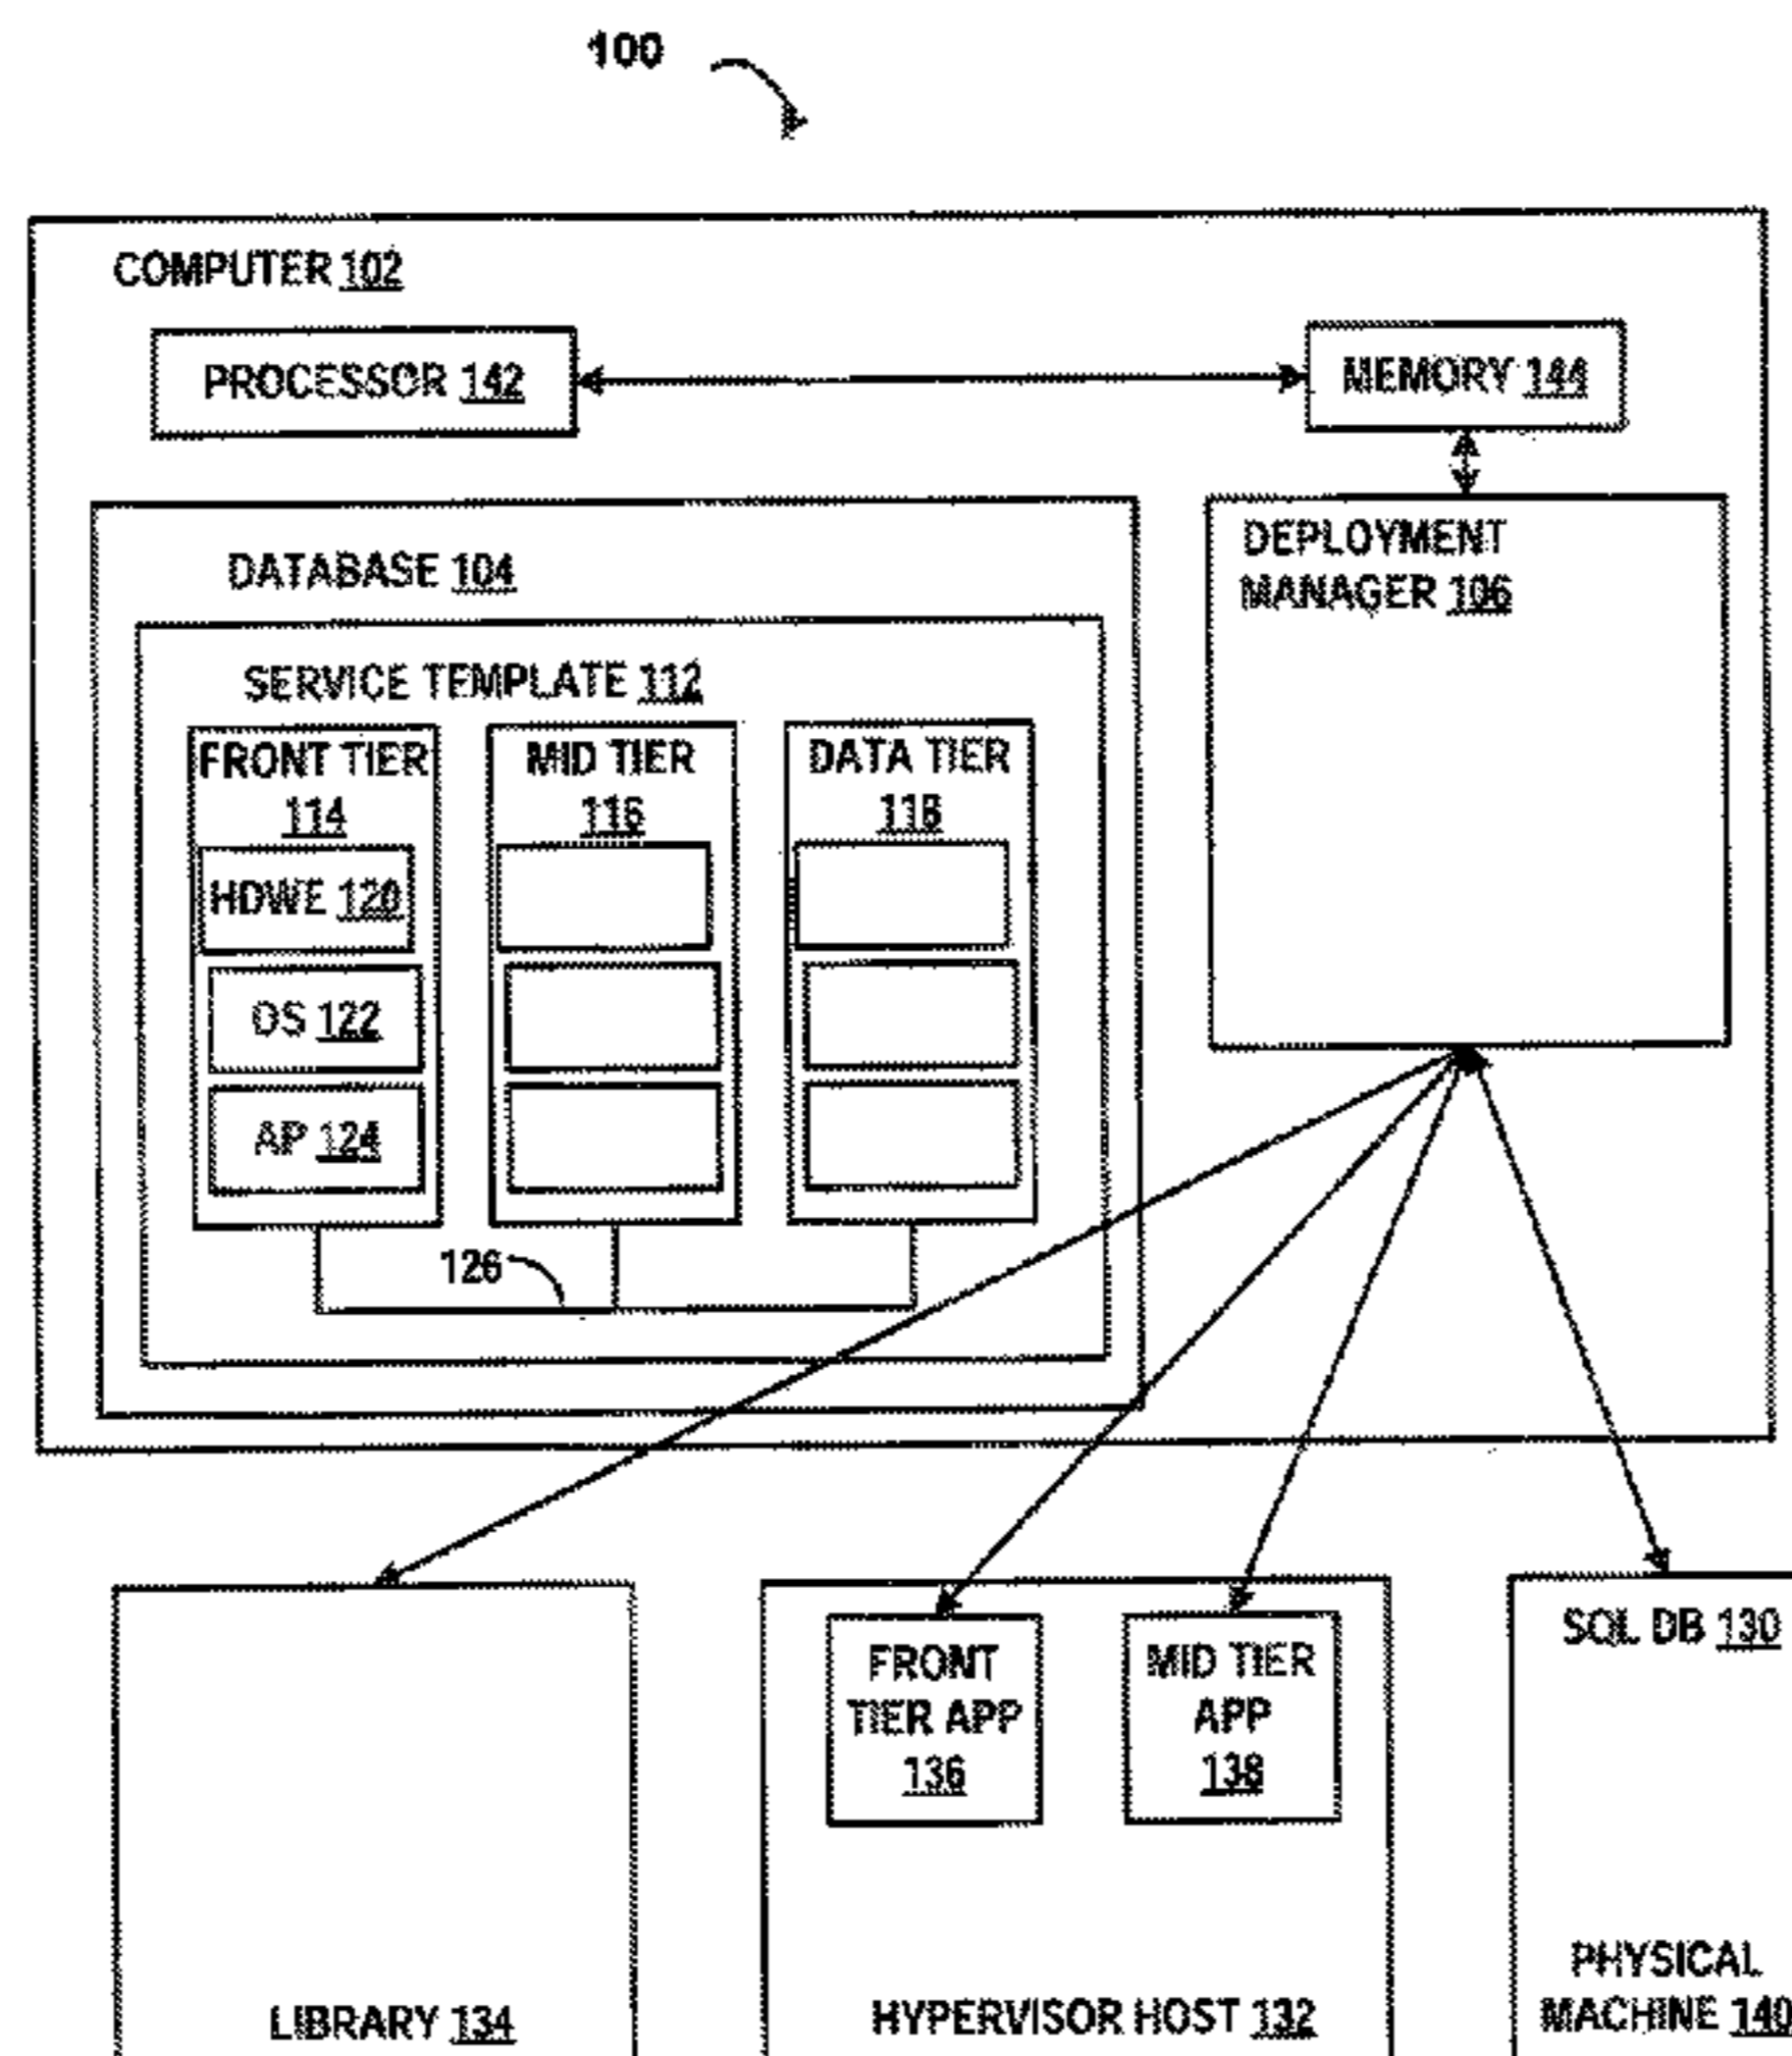 100
COMPUTER 102
PROCESSOR 142
MEMORY 144
DATABASE 104
DEPLOYMENT
MANAGER 106
SERVICE TEMPLATE 112
FRONT TIER
114
MID TIER
116
DATA TIER
118
HDWE 120
OS 122
AP 124
126
FRONT
TIER APP
136
MID TIER
APP
138
SQL DB 130
PHYSICAL
MACHINE 140
LIBRARY 134
HYPERVISOR HOST 132